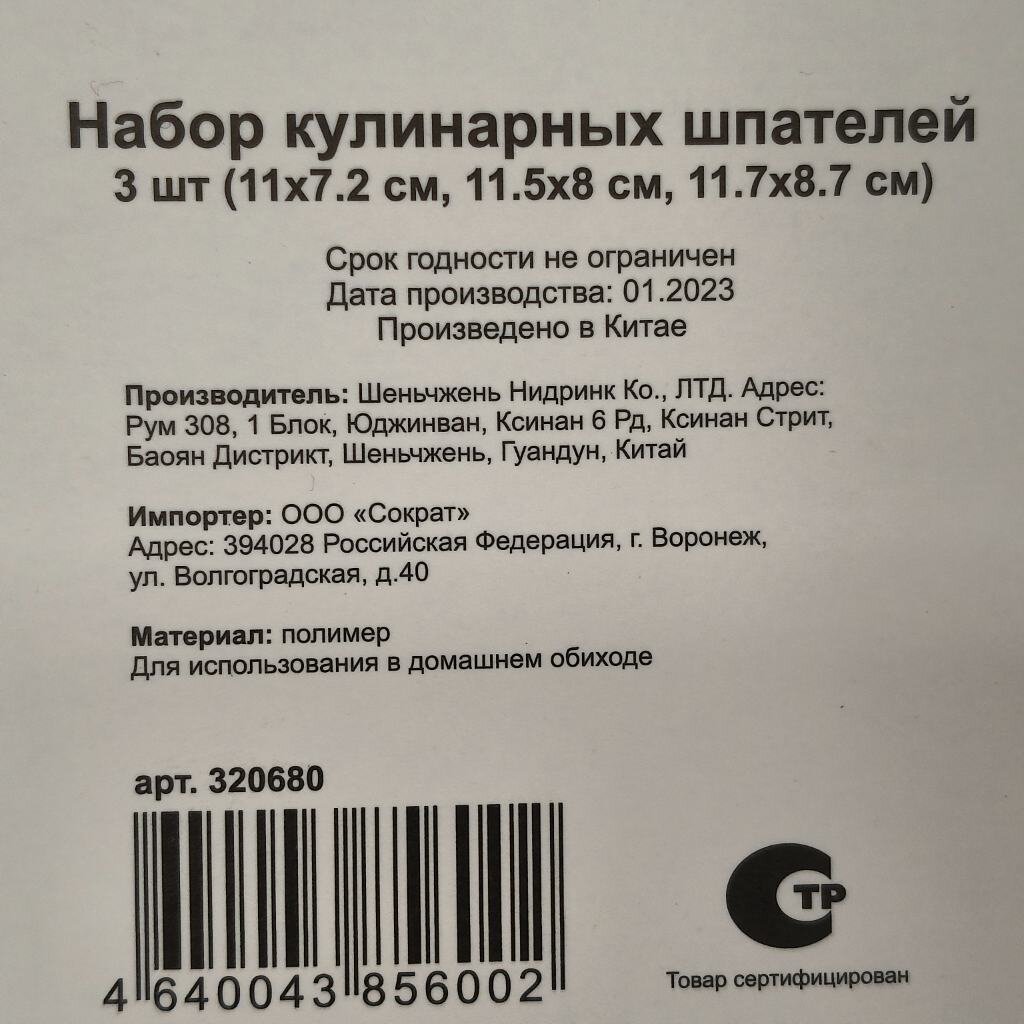 Набор кулинарных шпателей
3 шт (11x7.2 см, 11.5x8 см, 11.7x8.7 см)
Срок годности не ограничен
Дата производства: 01.2023
Произведено в Китае
Производитель: Шеньчжень Нидринк Ко., ЛТД. Адрес:
Рум 308, 1 Блок, Юджинван, Ксинан 6 Рд, Ксинан Стрит,
Баоян Дистрикт, Шеньчжень, Гуандун, Китай
Импортер: ООО «Сократ»
Адрес: 394028 Российская Федерация, г. Воронеж,
ул. Волгоградская, д.40
Материал: полимер
Для использования в домашнем обиходе
арт. 320680
4 640043 856002
СТР
Товар сертифицирован